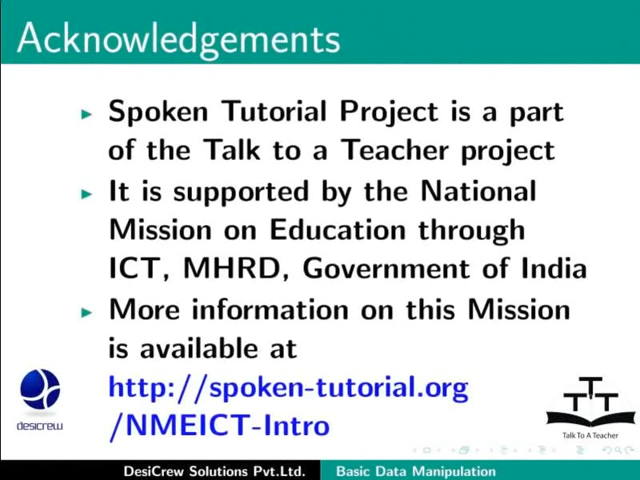 Acknowledgements
Spoken Tutorial Project is a part
of the Talk to a Teacher project
It is supported by the National
Mission on Education through
ICT, MHRD, Government of India
More information on this Mission
is available at
http://spoken-tutorial.org
/NMEICT-Intro
desicrew
T T T
Talk To A Teacher
DesiCrew Solutions Pvt.Ltd.
Basic Data Manipulation